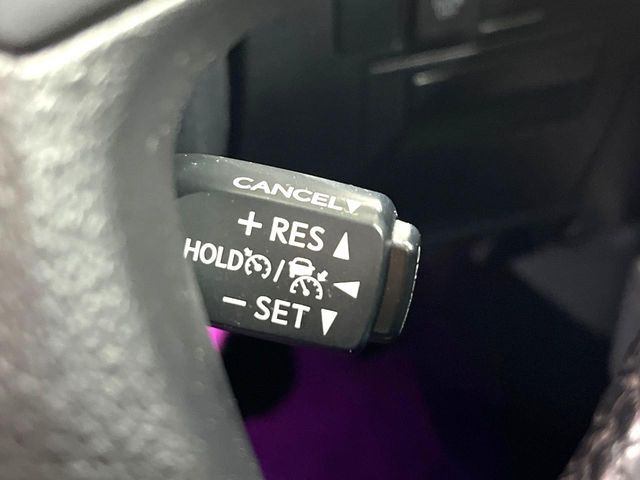 CANCEL▼
+ RES ▲
HOLD / ◀
− SET ▼